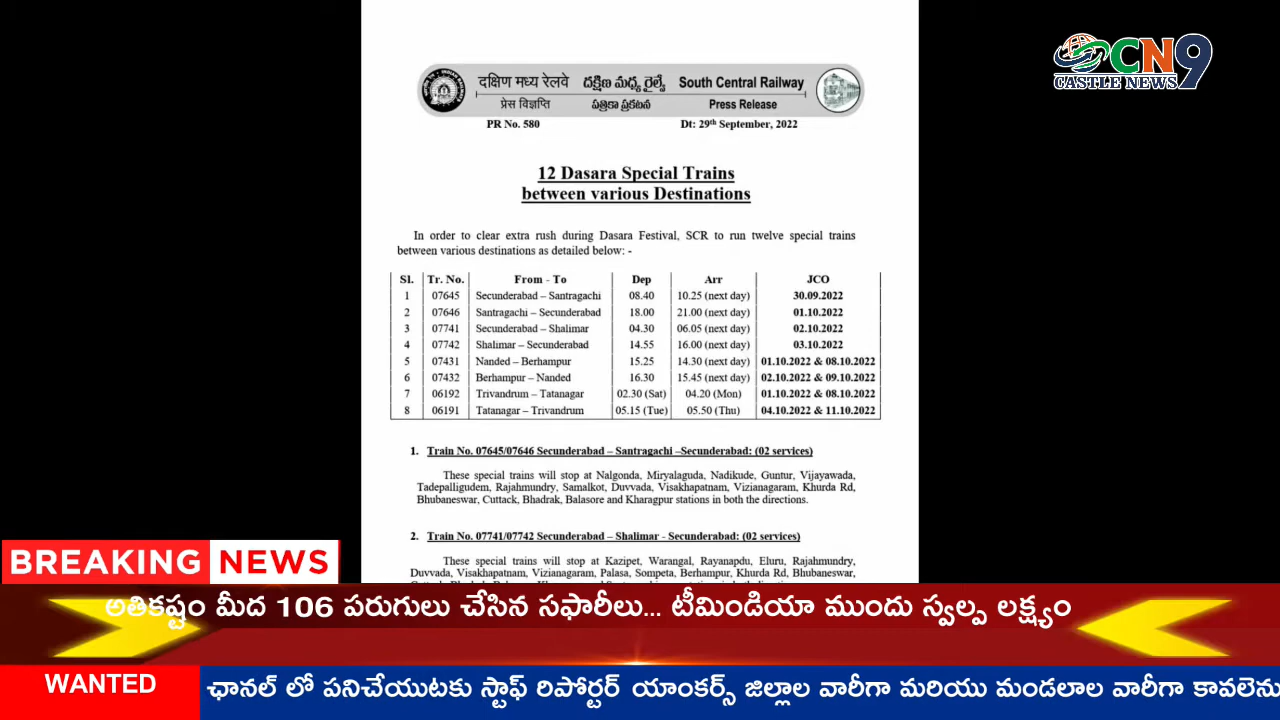 CN9
CASTLE NEWS
दक्षिण मध्य रेलवे దక్షిణ మధ్య రైల్వే South Central Railway
प्रेस विज्ञप्ति పత్రికా ప్రకటన Press Release
PR No. 580 Dt: 29th September, 2022
12 Dasara Special Trains
between various Destinations
In order to clear extra rush during Dasara Festival, SCR to run twelve special trains
between various destinations as detailed below: -
Sl. Tr. No. From - To Dep Arr JCO
1 07645 Secunderabad – Santragachi 08.40 10.25 (next day) 30.09.2022
2 07646 Santragachi – Secunderabad 18.00 21.00 (next day) 01.10.2022
3 07741 Secunderabad – Shalimar 04.30 06.05 (next day) 02.10.2022
4 07742 Shalimar – Secunderabad 14.55 16.00 (next day) 03.10.2022
5 07431 Nanded – Berhampur 15.25 14.30 (next day) 01.10.2022 & 08.10.2022
6 07432 Berhampur – Nanded 16.30 15.45 (next day) 02.10.2022 & 09.10.2022
7 06192 Trivandrum – Tatanagar 02.30 (Sat) 04.20 (Mon) 01.10.2022 & 08.10.2022
8 06191 Tatanagar – Trivandrum 05.15 (Tue) 05.50 (Thu) 04.10.2022 & 11.10.2022
1. Train No. 07645/07646 Secunderabad – Santragachi –Secunderabad: (02 services)
These special trains will stop at Nalgonda, Miryalaguda, Nadikude, Guntur, Vijayawada,
Tadepalligudem, Rajahmundry, Samalkot, Duvvada, Visakhapatnam, Vizianagaram, Khurda Rd,
Bhubaneswar, Cuttack, Bhadrak, Balasore and Kharagpur stations in both the directions.
2. Train No. 07741/07742 Secunderabad – Shalimar - Secunderabad: (02 services)
These special trains will stop at Kazipet, Warangal, Rayanapdu, Eluru, Rajahmundry,
Duvvada, Visakhapatnam, Vizianagaram, Palasa, Sompeta, Berhampur, Khurda Rd, Bhubaneswar,
BREAKING NEWS
అతికష్టం మీద 106 పరుగులు చేసిన సఫారీలు... టీమిండియా ముందు స్వల్ప లక్ష్యం
WANTED ఛానల్ లో పనిచేయుటకు స్టాఫ్ రిపోర్టర్ యాంకర్స్ జిల్లాల వారీగా మరియు మండలాల వారీగా కావలెను